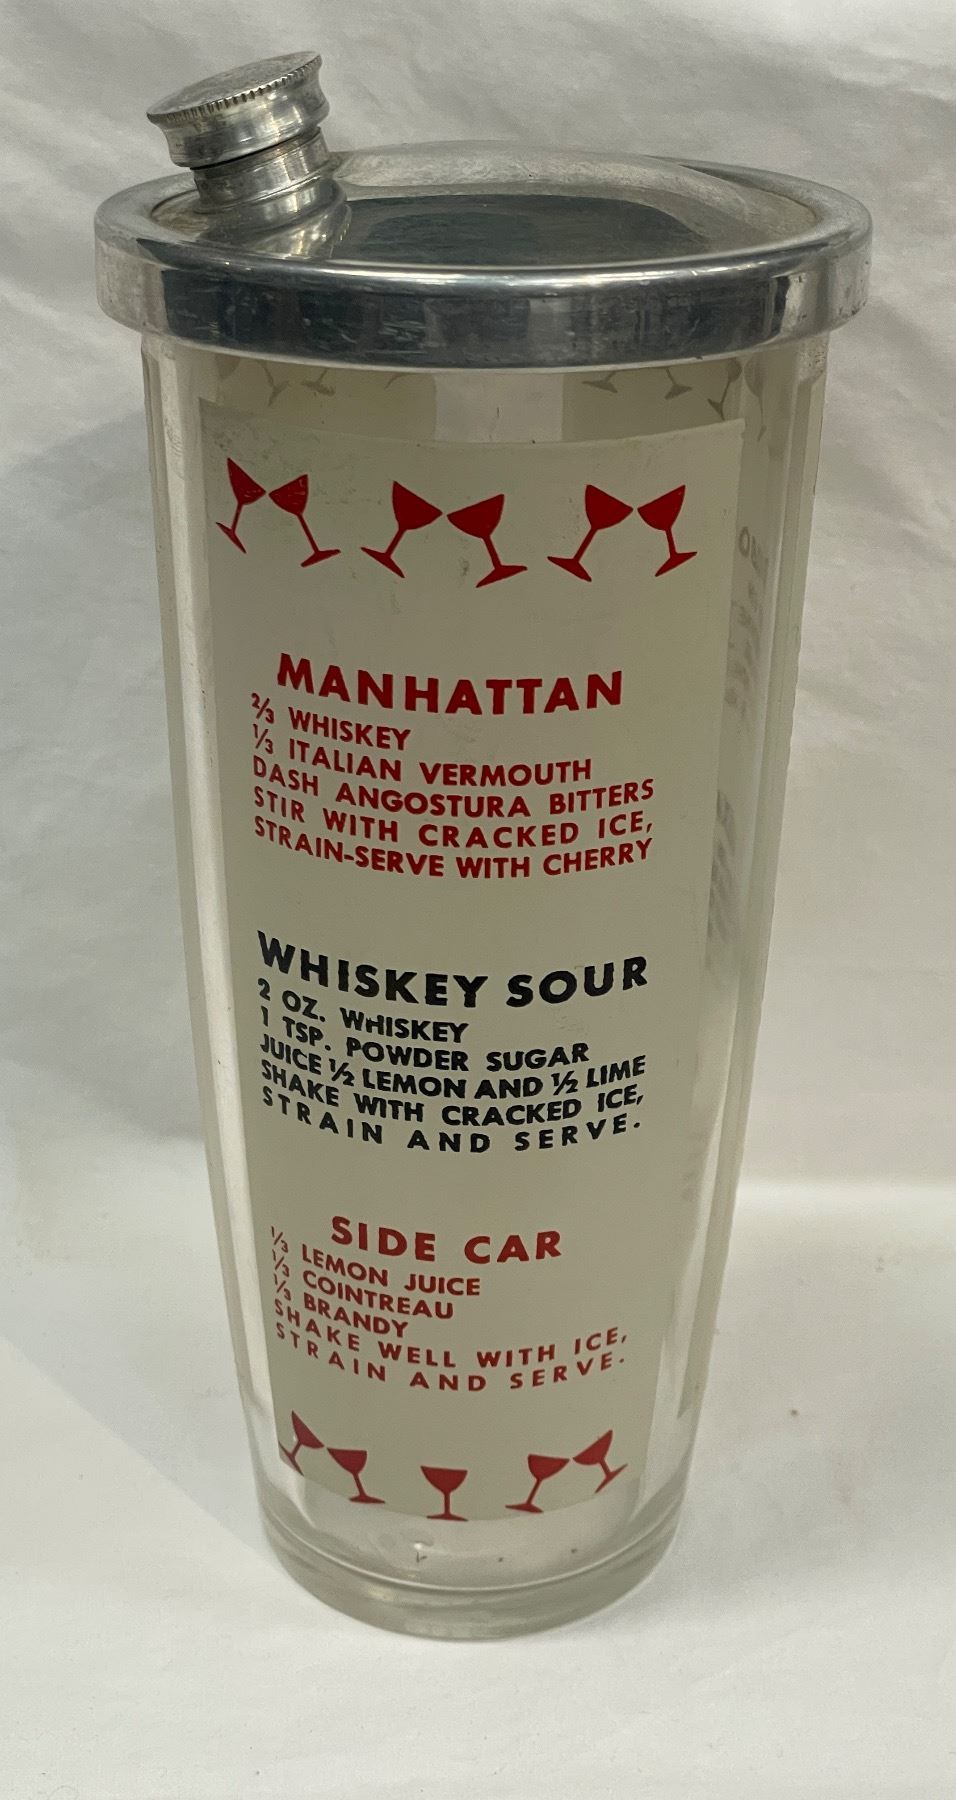 MANHATTAN
⅔ WHISKEY
⅓ ITALIAN VERMOUTH
DASH ANGOSTURA BITTERS
STIR WITH CRACKED ICE,
STRAIN-SERVE WITH CHERRY
WHISKEY SOUR
2 OZ. WHISKEY
1 TSP. POWDER SUGAR
JUICE ½ LEMON AND ½ LIME
SHAKE WITH CRACKED ICE,
STRAIN AND SERVE.
SIDE CAR
⅓ LEMON JUICE
⅓ COINTREAU
⅓ BRANDY
SHAKE WELL WITH ICE,
STRAIN AND SERVE.